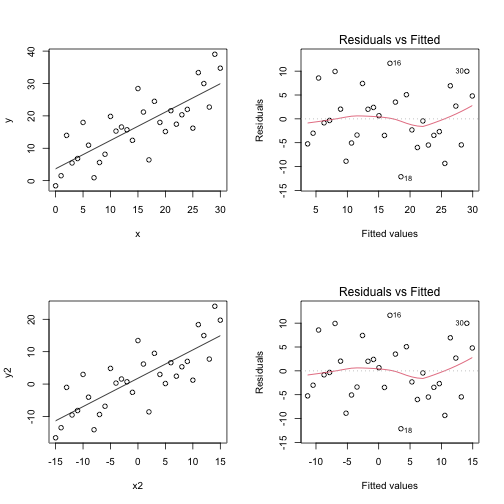 Residuals vs Fitted
40
30
20
10
0
y
0 5 10 15 20 25 30
x
10
5
0
-5
-10
-15
Residuals
16
30
18
5 10 15 20 25 30
Fitted values
Residuals vs Fitted
20
10
0
-10
y2
-15 -10 -5 0 5 10 15
x2
10
5
0
-5
-10
-15
Residuals
16
30
18
-10 -5 0 5 10 15
Fitted values